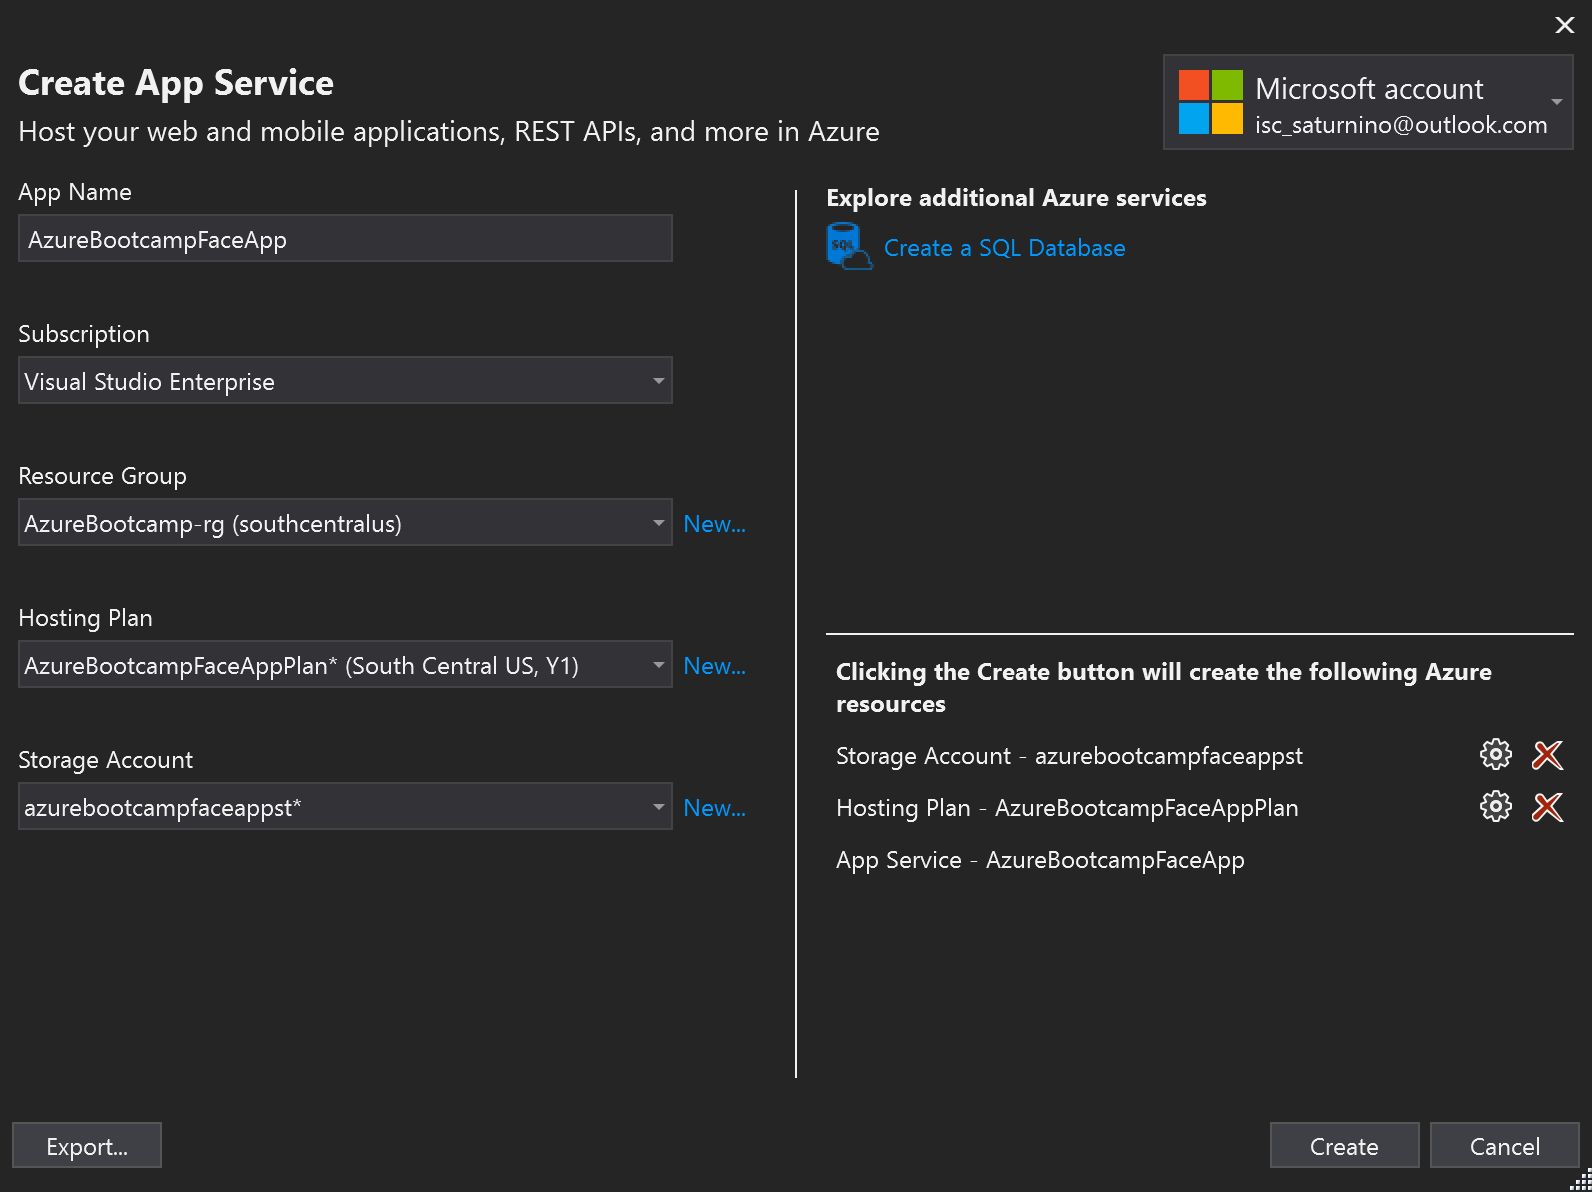 Create App Service
Host your web and mobile applications, REST APIs, and more in Azure
Microsoft account
isc_saturnino@outlook.com
App Name
AzureBootcampFaceApp
Subscription
Visual Studio Enterprise
Resource Group
AzureBootcamp-rg (southcentralus)
New...
Hosting Plan
AzureBootcampFaceAppPlan* (South Central US, Y1)
New...
Storage Account
azurebootcampfaceappst*
New...
Explore additional Azure services
SQL
Create a SQL Database
Clicking the Create button will create the following Azure
resources
Storage Account - azurebootcampfaceappst
Hosting Plan - AzureBootcampFaceAppPlan
App Service - AzureBootcampFaceApp
Export...
Create
Cancel